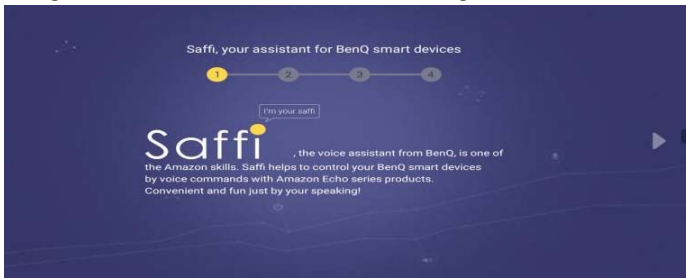 Saffi, your assistant for BenQ smart devices
1 2 3 4
I'm your saffi
Saffi, the voice assistant from BenQ, is one of
the Amazon skills. Saffi helps to control your BenQ smart devices
by voice commands with Amazon Echo series products.
Convenient and fun just by your speaking!